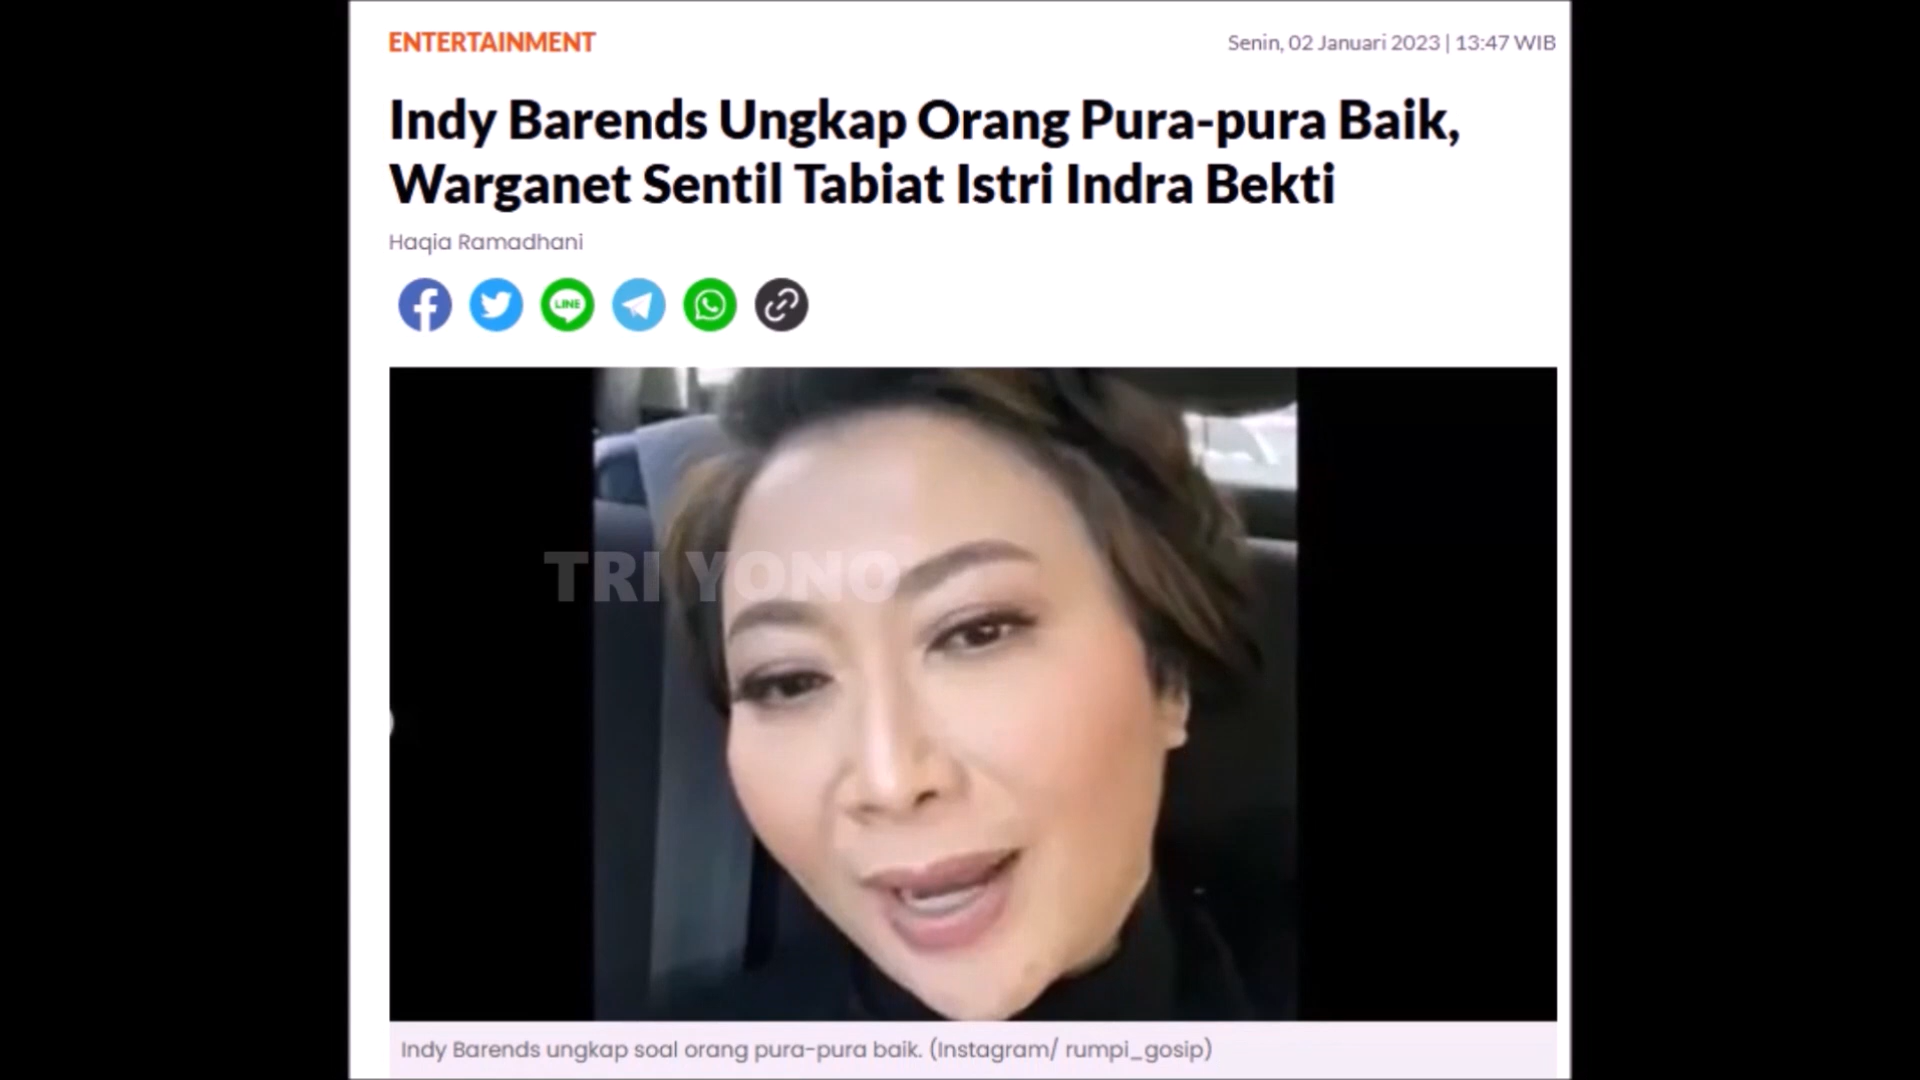 ENTERTAINMENT
Senin, 02 Januari 2023 | 13:47 WIB
Indy Barends Ungkap Orang Pura-pura Baik,
Warganet Sentil Tabiat Istri Indra Bekti
Haqia Ramadhani
LINE
TRI YONO
Indy Barends ungkap soal orang pura-pura baik. (Instagram/ rumpi_gosip)